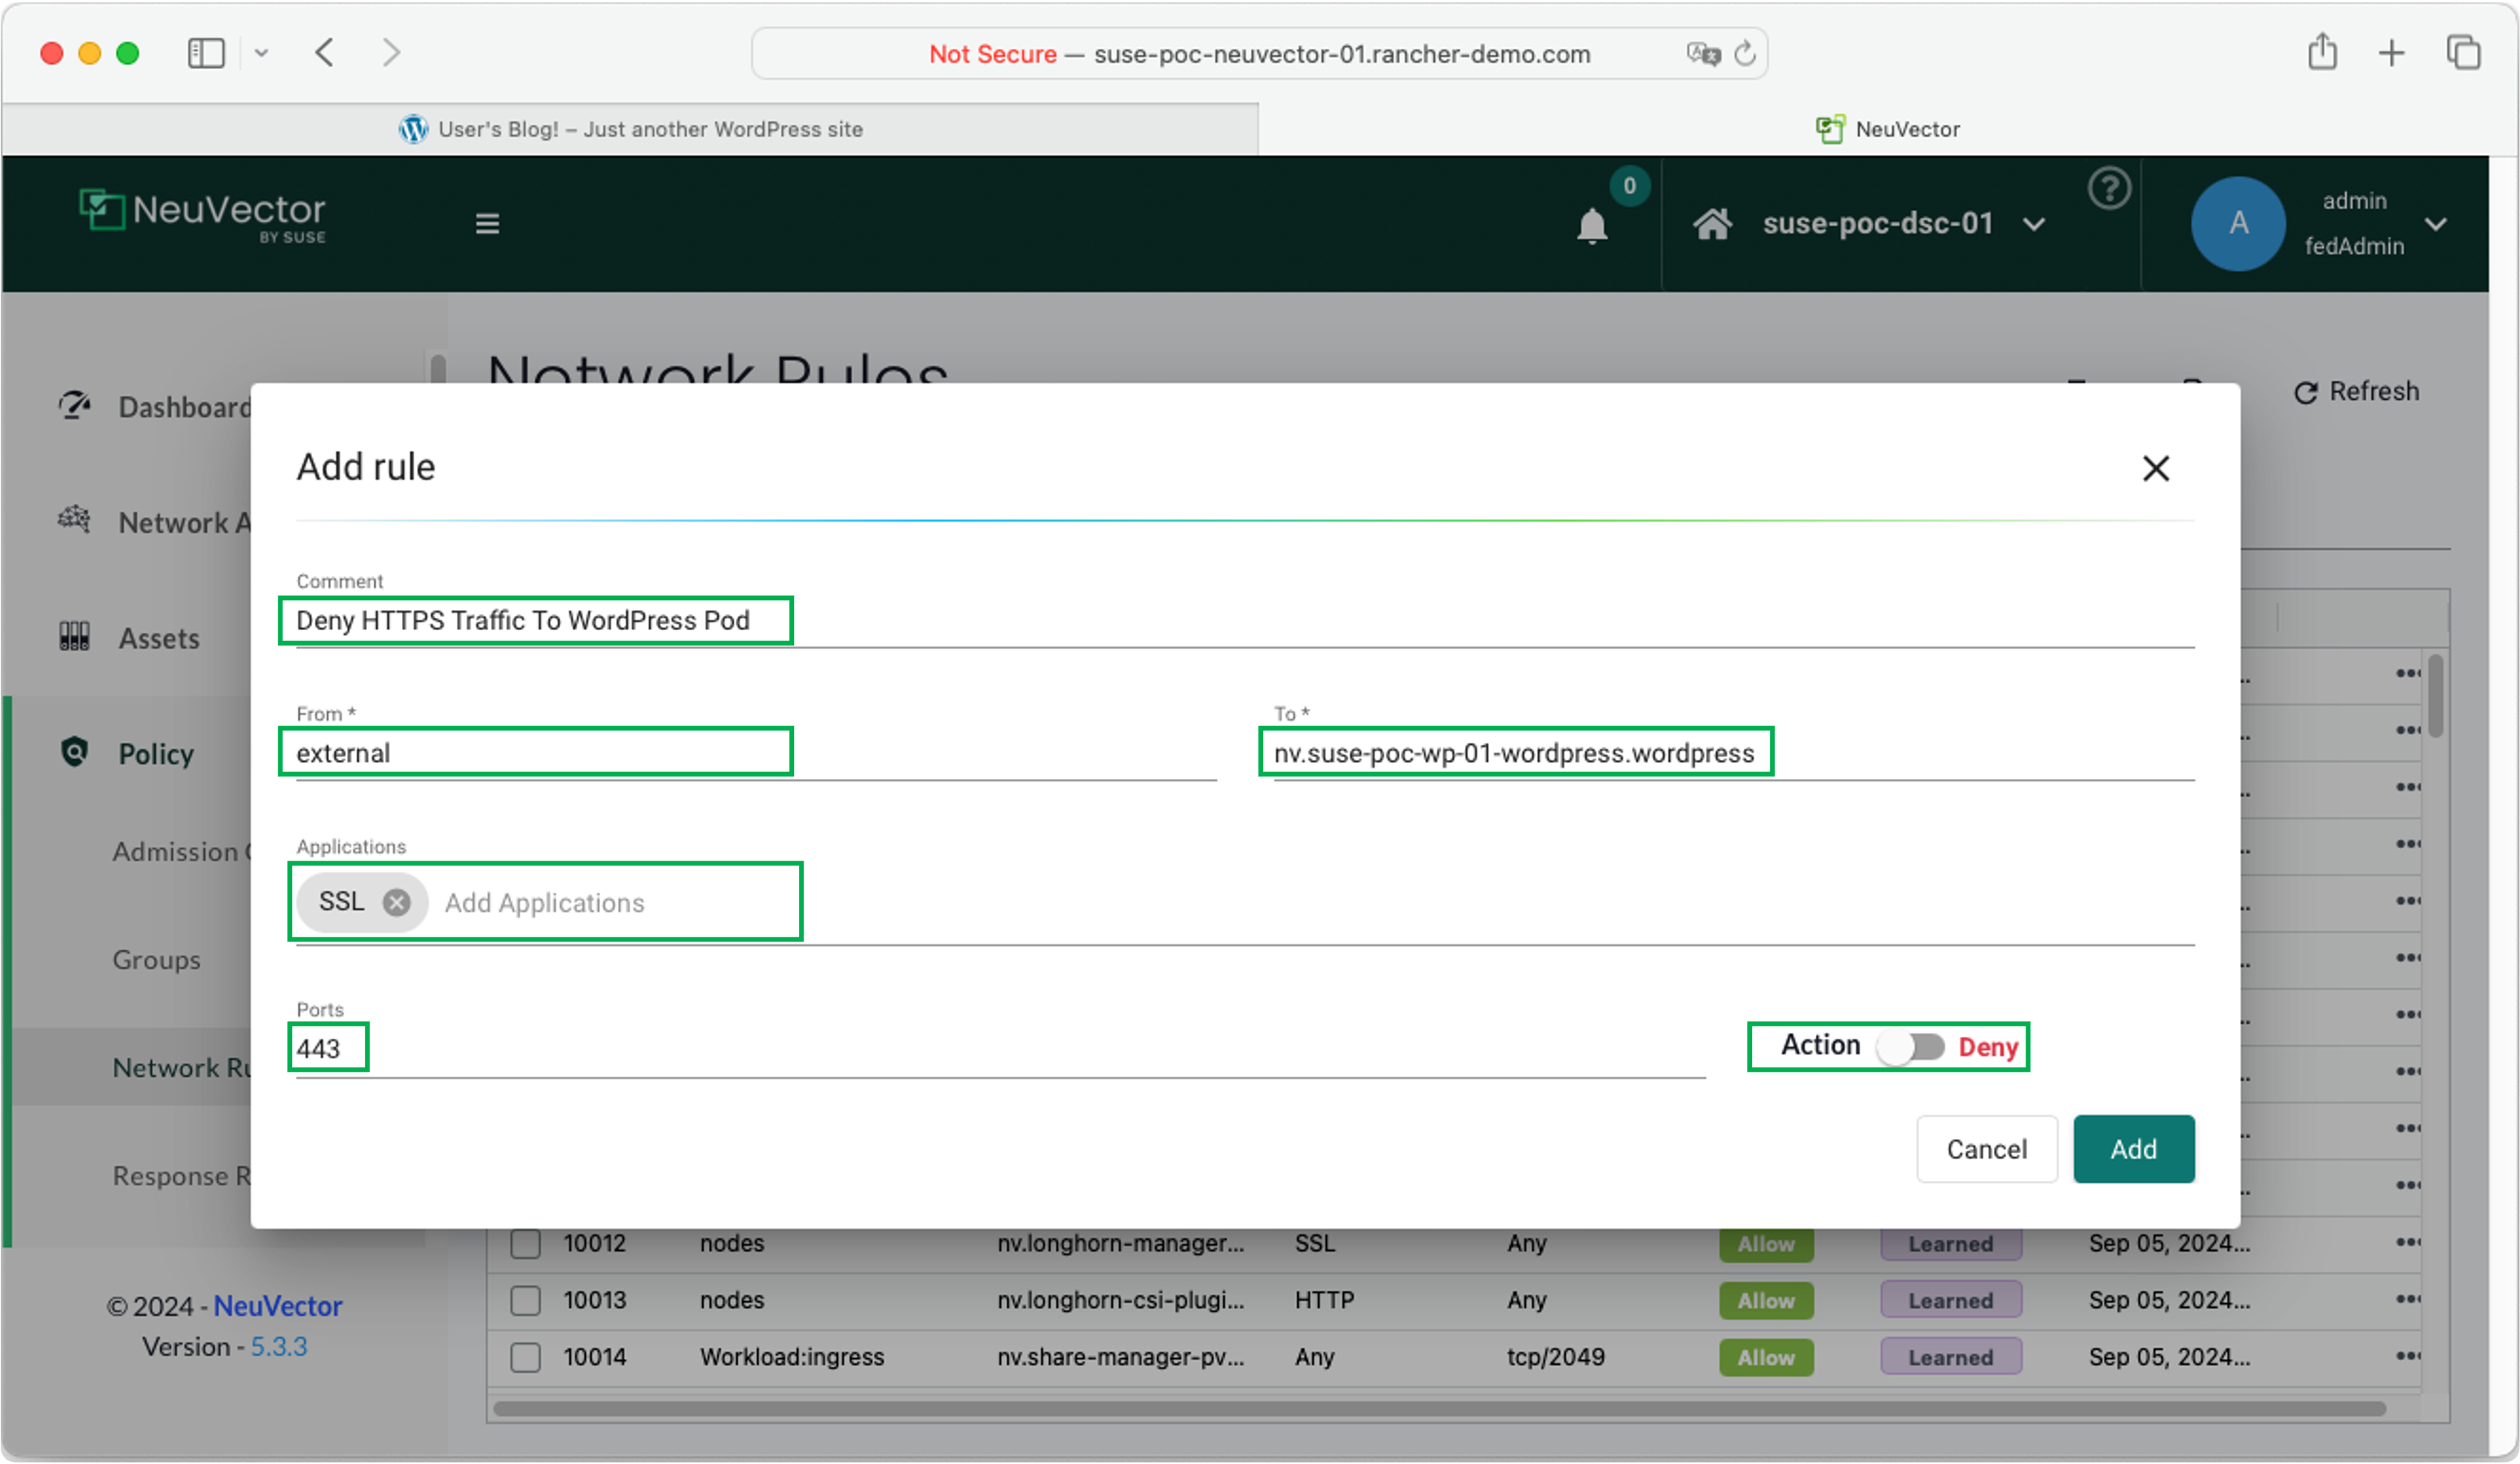 Not Secure — suse-poc-neuvector-01.rancher-demo.com
User's Blog! – Just another WordPress site
NeuVector
NeuVector
BY SUSE
0
suse-poc-dsc-01
?
A
admin
fedAdmin
Network Rules
Refresh
Dashboard
Network A
Assets
Policy
Admission
Groups
Network Ru
Response R
© 2024 - NeuVector
Version - 5.3.3
Add rule
Comment
Deny HTTPS Traffic To WordPress Pod
From *
external
To *
nv.suse-poc-wp-01-wordpress.wordpress
Applications
SSL Add Applications
Ports
443
Action Deny
Cancel Add
10012 nodes nv.longhorn-manager... SSL Any Allow Learned Sep 05, 2024...
10013 nodes nv.longhorn-csi-plugi... HTTP Any Allow Learned Sep 05, 2024...
10014 Workload:ingress nv.share-manager-pv... Any tcp/2049 Allow Learned Sep 05, 2024...